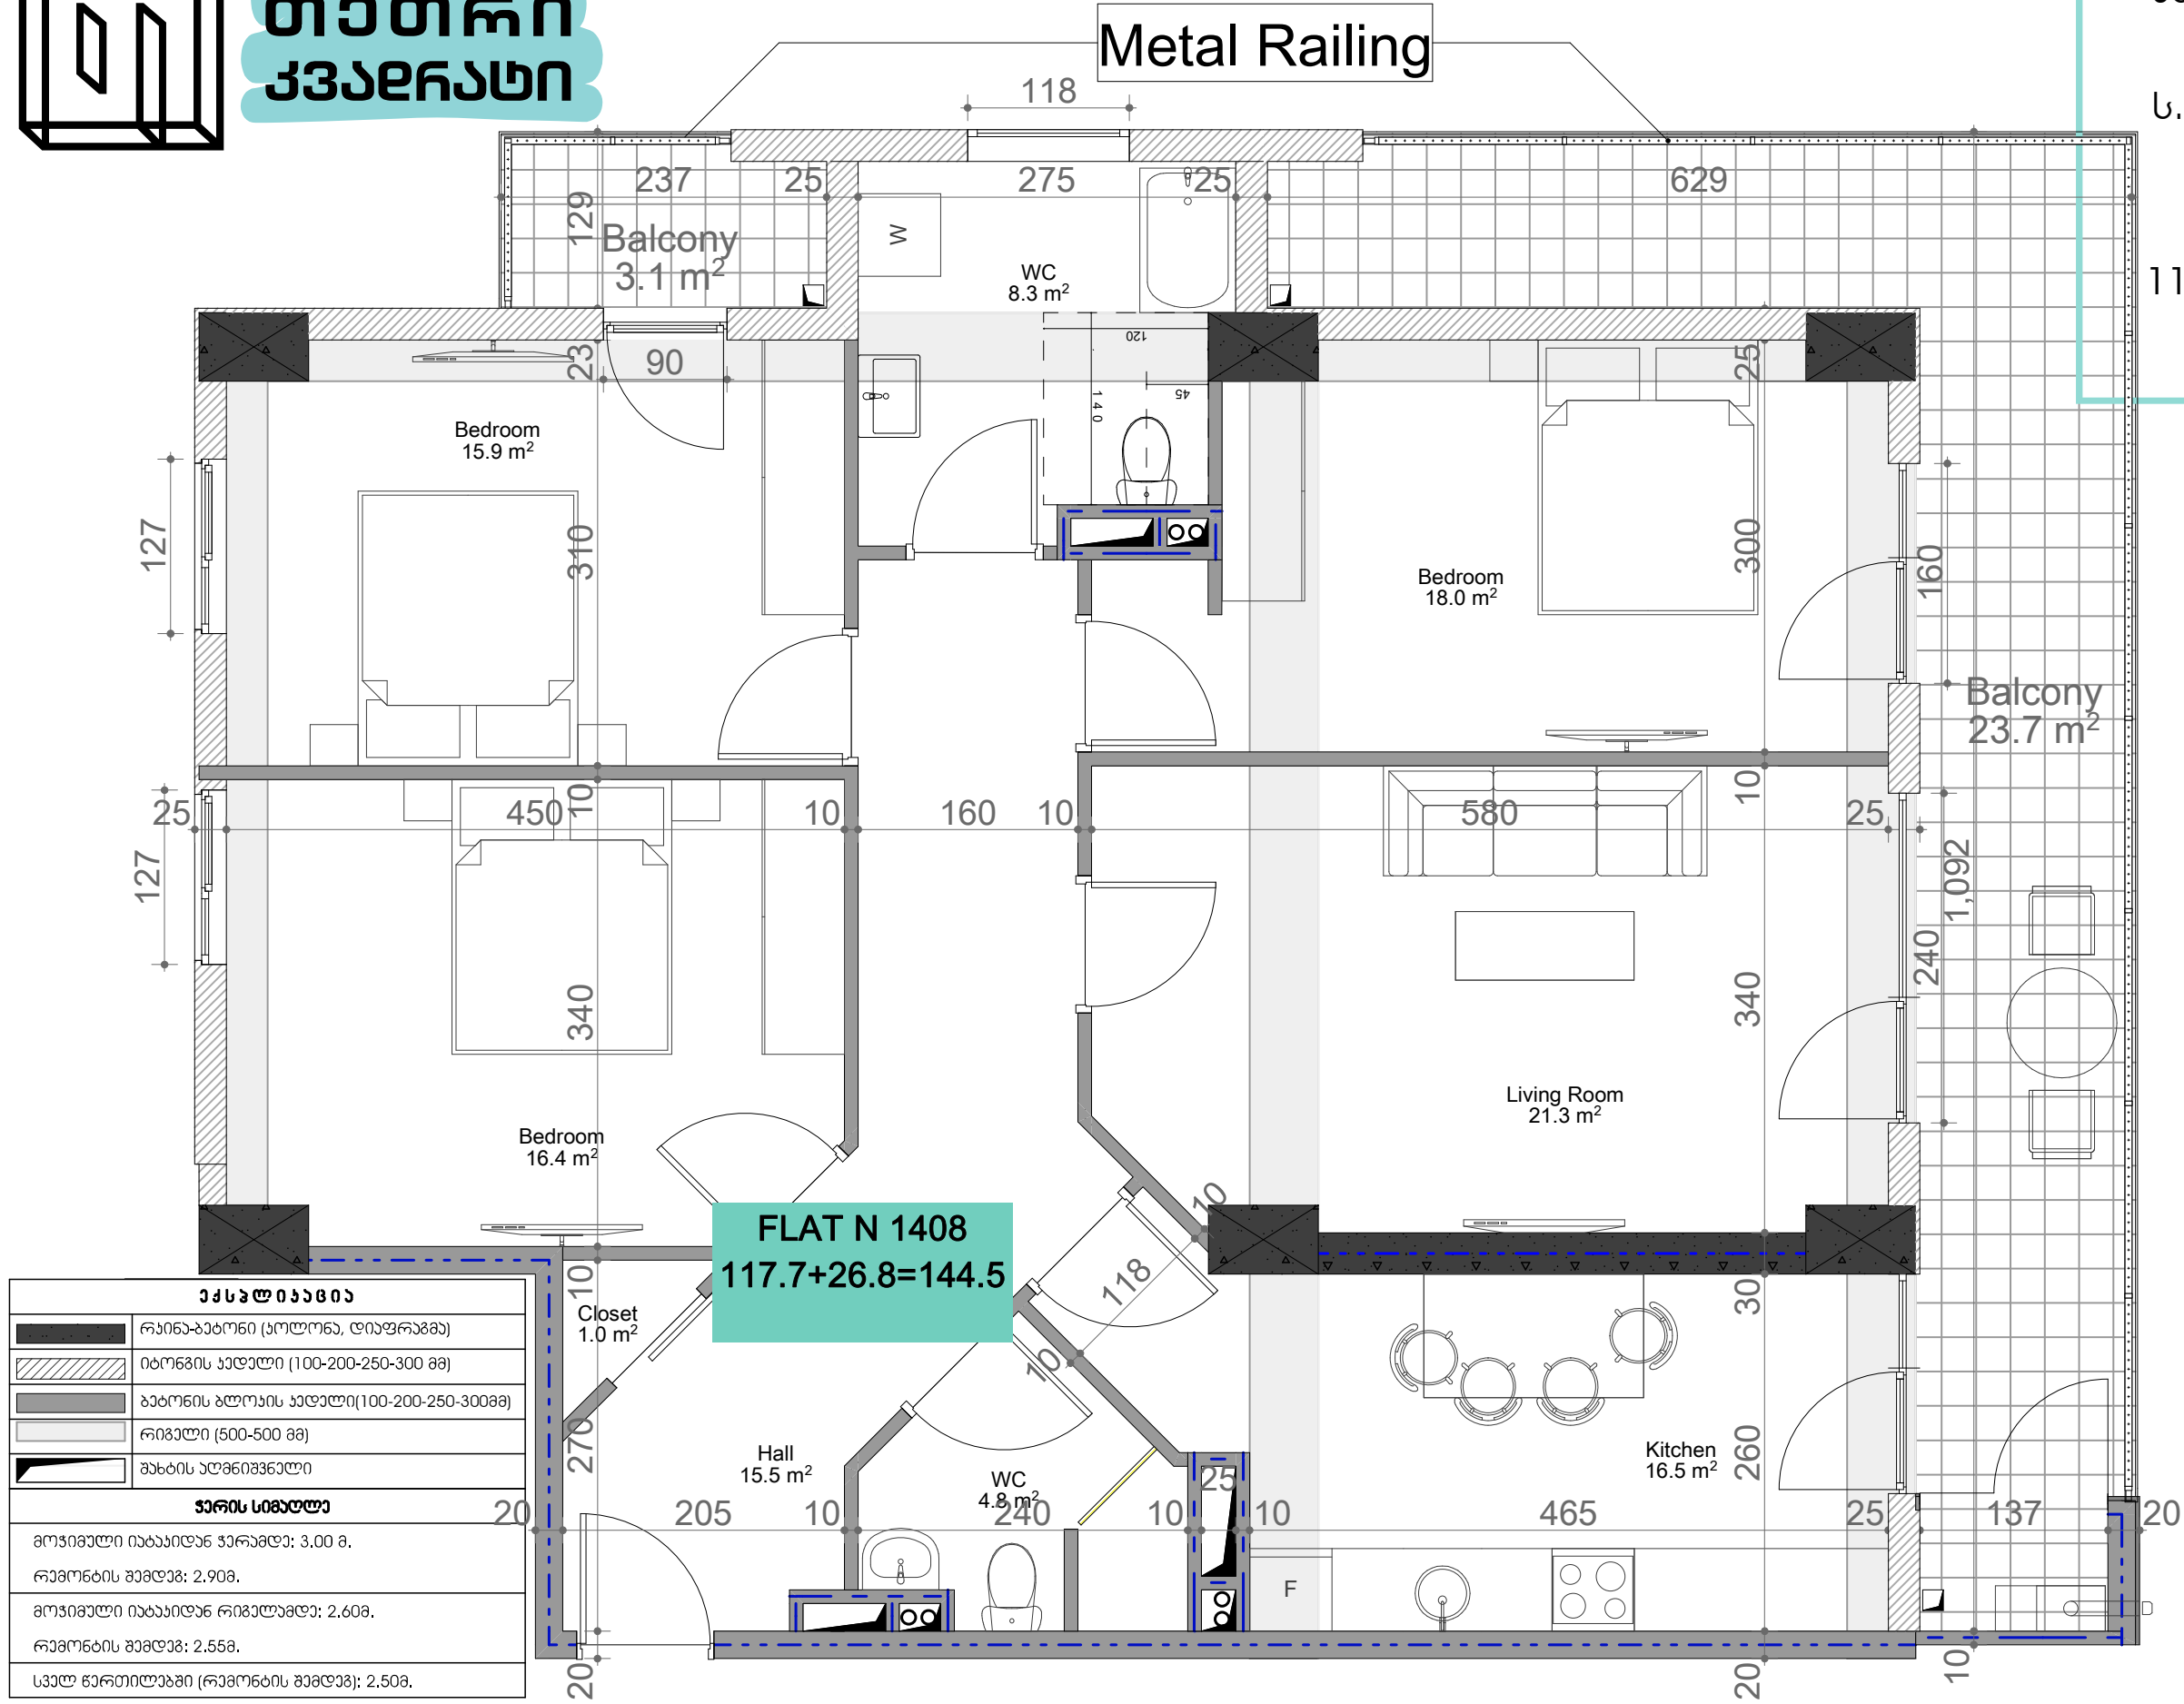 თეთრი
კვადრატი
Metal Railing
118
ს.
11
237
25
275
25
629
129
Balcony
3.1 m²
W
WC
8.3 m²
120
140
45
23
90
25
Bedroom
15.9 m²
127
310
Bedroom
18.0 m²
300
160
Balcony
23.7 m²
25
450
10
10
160
10
580
10
25
127
340
340
1,092
240
Living Room
21.3 m²
Bedroom
16.4 m²
10
118
10
FLAT N 1408
117.7+26.8=144.5
10
Closet
1.0 m²
30
270
Hall
15.5 m²
WC
4.8 m²
Kitchen
16.5 m²
260
20
205
10
240
10
25
10
465
25
137
20
F
20
20
10
ექსპლიკაცია
რკინა-ბეტონი (კოლონა, დიაფრაგმა)
იტონგის კედელი (100-200-250-300 მმ)
ბეტონის ბლოკის კედელი(100-200-250-300მმ)
რიგელი (500-500 მმ)
შახტის აღმნიშვნელი
ჭერის სიმაღლე
მოჭიმული იატაკიდან ჭერამდე: 3.00 მ.
რემონტის შემდეგ: 2.90მ.
მოჭიმული იატაკიდან რიგელამდე: 2.60მ.
რემონტის შემდეგ: 2.55მ.
სველ წერტილებში (რემონტის შემდეგ): 2.50მ.